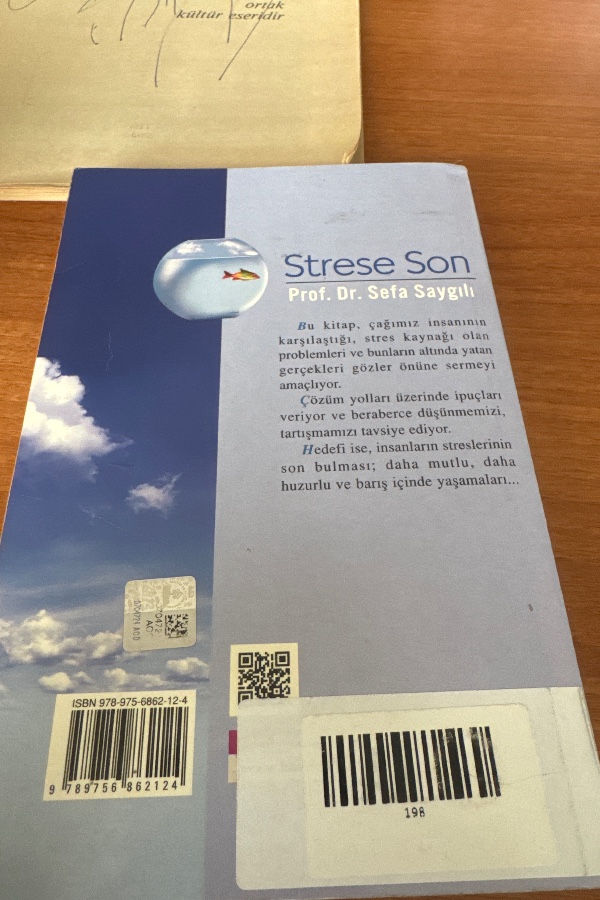 ortak
kültür eseridir
Strese Son
Prof. Dr. Sefa Saygılı
Bu kitap, çağımız insanının
karşılaştığı, stres kaynağı olan
problemleri ve bunların altında yatan
gerçekleri gözler önüne sermeyi
amaçlıyor.
Çözüm yolları üzerinde ipuçları
veriyor ve beraberce düşünmemizi,
tartışmamızı tavsiye ediyor.
Hedefi ise, insanların streslerinin
son bulması; daha mutlu, daha
huzurlu ve barış içinde yaşamaları...
ISBN 978-975-6862-12-4
9 789756 862124
198